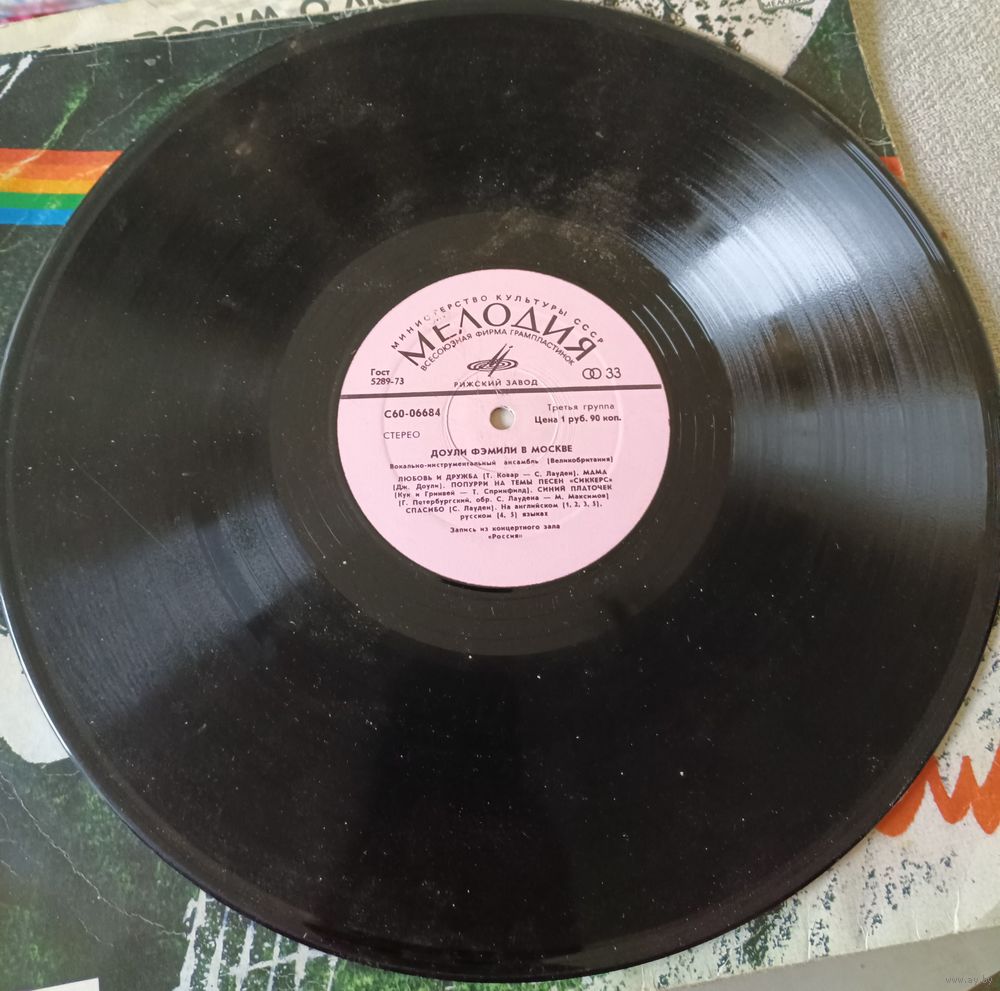 МИНИСТЕРСТВО КУЛЬТУРЫ СССР
МЕЛОДИЯ
ВСЕСОЮЗНАЯ ФИРМА ГРАМПЛАСТИНОК
Гост
5289-73
РИЖСКИЙ ЗАВОД
33
С60-06684
Третья группа
Цена 1 руб. 90 коп.
СТЕРЕО
ДОУЛИ ФЭМИЛИ В МОСКВЕ
Вокально-инструментальный ансамбль (Великобритания)
ЛЮБОВЬ И ДРУЖБА (Т. Ковар — С. Лауден). МАМА
(Дж. Доули). ПОПУРРИ НА ТЕМЫ ПЕСЕН «СИККЕРС»
(Кук и Гринвей — Т. Спрингфилд). СИНИЙ ПЛАТОЧЕК
(Г. Петербургский, обр. С. Лаудена — М. Максимов)
СПАСИБО (С. Лауден). На английском (1, 2, 3, 5),
русском (4, 5) языках
Запись из концертного зала
«Россия»
www.ay.by